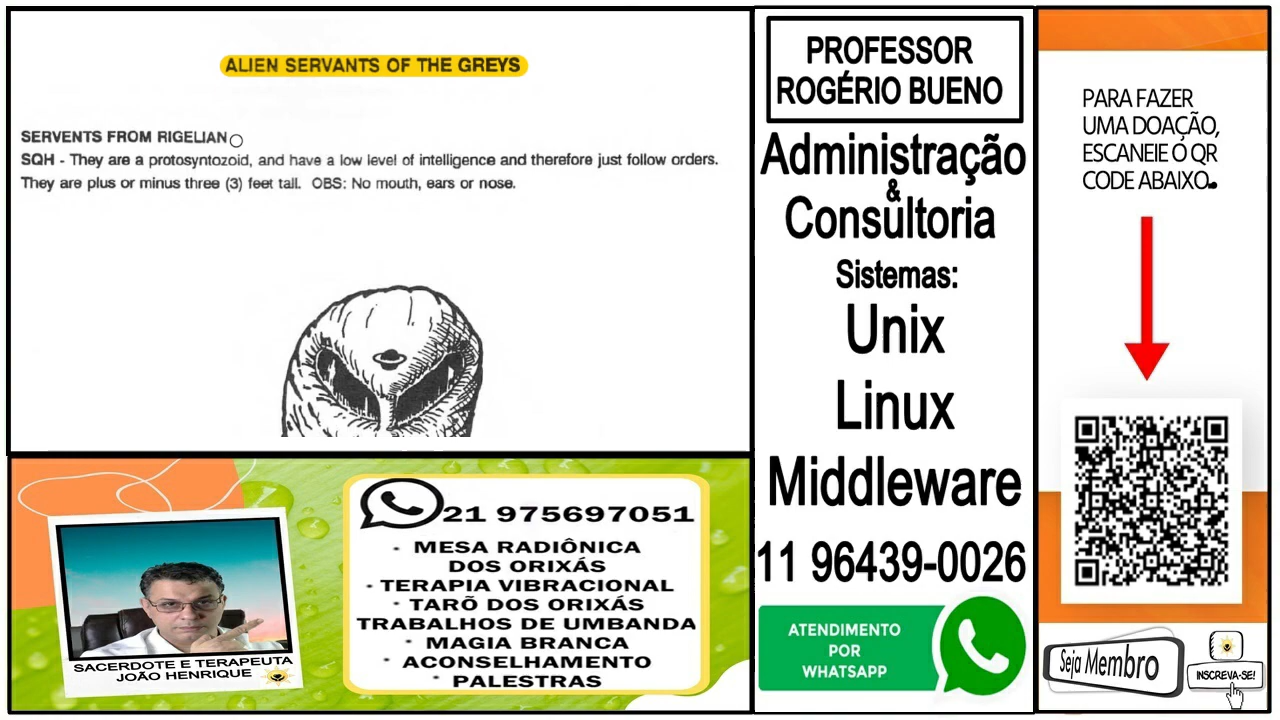 ALIEN SERVANTS OF THE GREYS
SERVENTS FROM RIGELIAN
SQH - They are a protosyntozoid, and have a low level of intelligence and therefore just follow orders.
They are plus or minus three (3) feet tall. OBS: No mouth, ears or nose.
SACERDOTE E TERAPEUTA
JOÃO HENRIQUE
21 975697051
· MESA RADIÔNICA
DOS ORIXÁS
· TERAPIA VIBRACIONAL
· TARÕ DOS ORIXÁS
TRABALHOS DE UMBANDA
· MAGIA BRANCA
· ACONSELHAMENTO
· PALESTRAS
PROFESSOR
ROGÉRIO BUENO
Administração
&
Consultoria
Sistemas:
Unix
Linux
Middleware
11 96439-0026
ATENDIMENTO
POR
WHATSAPP
PARA FAZER
UMA DOAÇÃO,
ESCANEIE O QR
CODE ABAIXO.
Seja Membro
INSCREVA-SE!